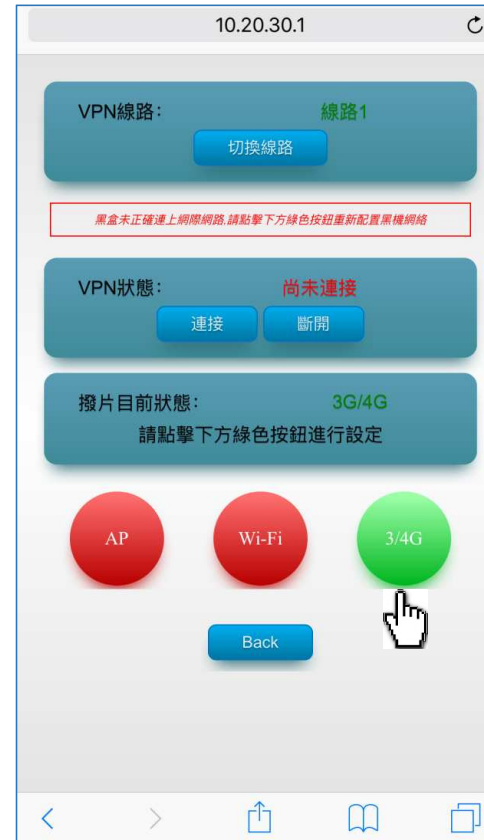 10.20.30.1
VPN線路： 線路1
切換線路
黑盒未正確連上網際網路,請點擊下方綠色按鈕重新配置黑機網絡
VPN狀態： 尚未連接
連接 斷開
撥片目前狀態： 3G/4G
請點擊下方綠色按鈕進行設定
AP Wi-Fi 3/4G
Back